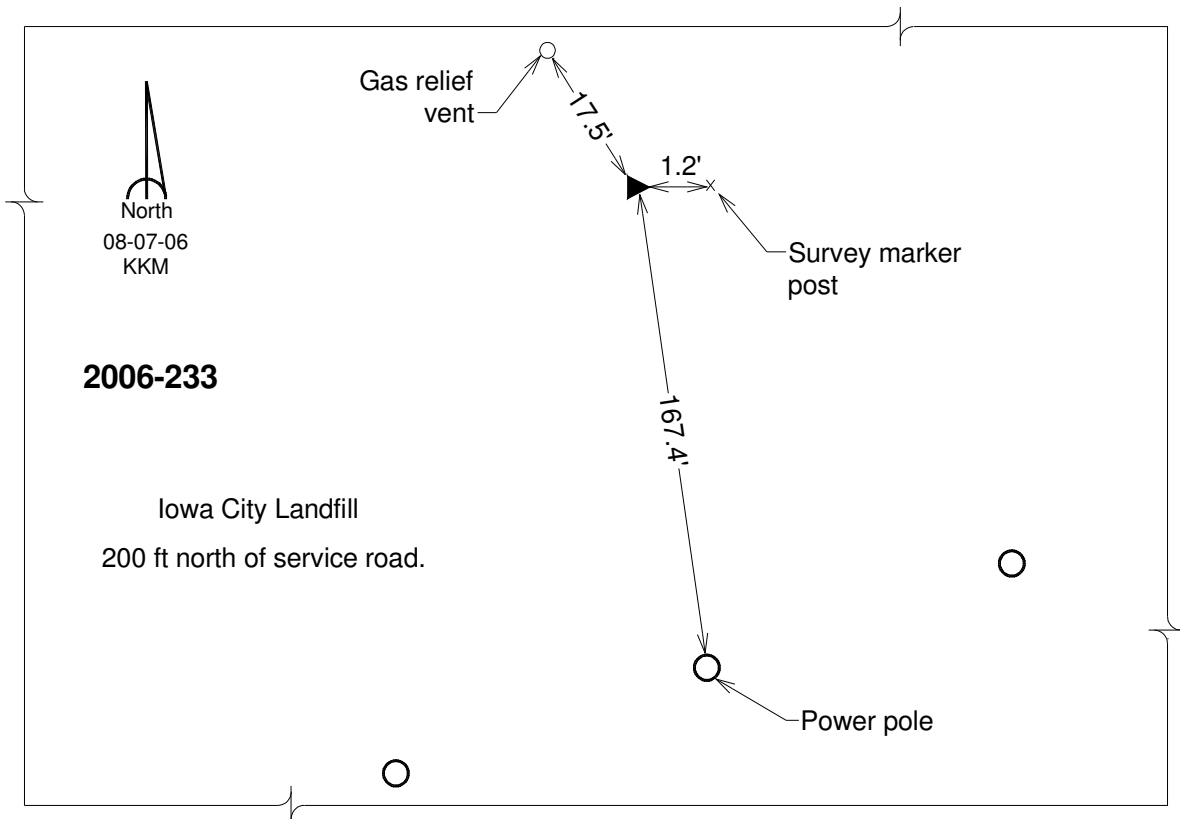 Gas relief
vent
17.5'
1.2'
North
08-07-06
KKM
Survey marker
post
2006-233
167.4'
Iowa City Landfill
200 ft north of service road.
Power pole